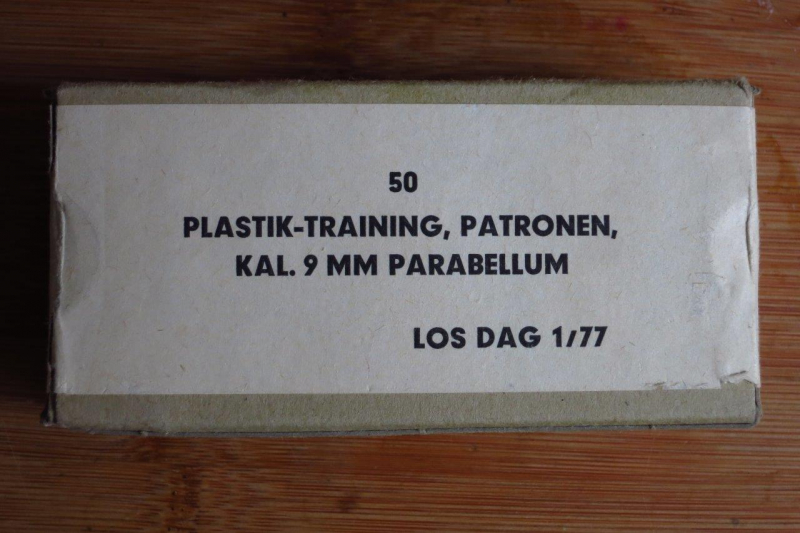 50
PLASTIK-TRAINING, PATRONEN,
KAL. 9 MM PARABELLUM
LOS DAG 1/77